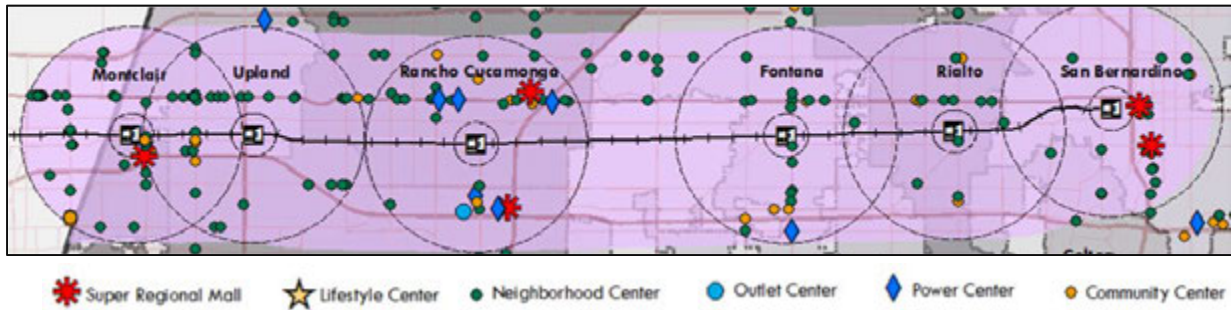 Montclair
Upland
Rancho Cucamonga
Fontana
Rialto
San Bernardino
Colton
Super Regional Mall
Lifestyle Center
Neighborhood Center
Outlet Center
Power Center
Community Center